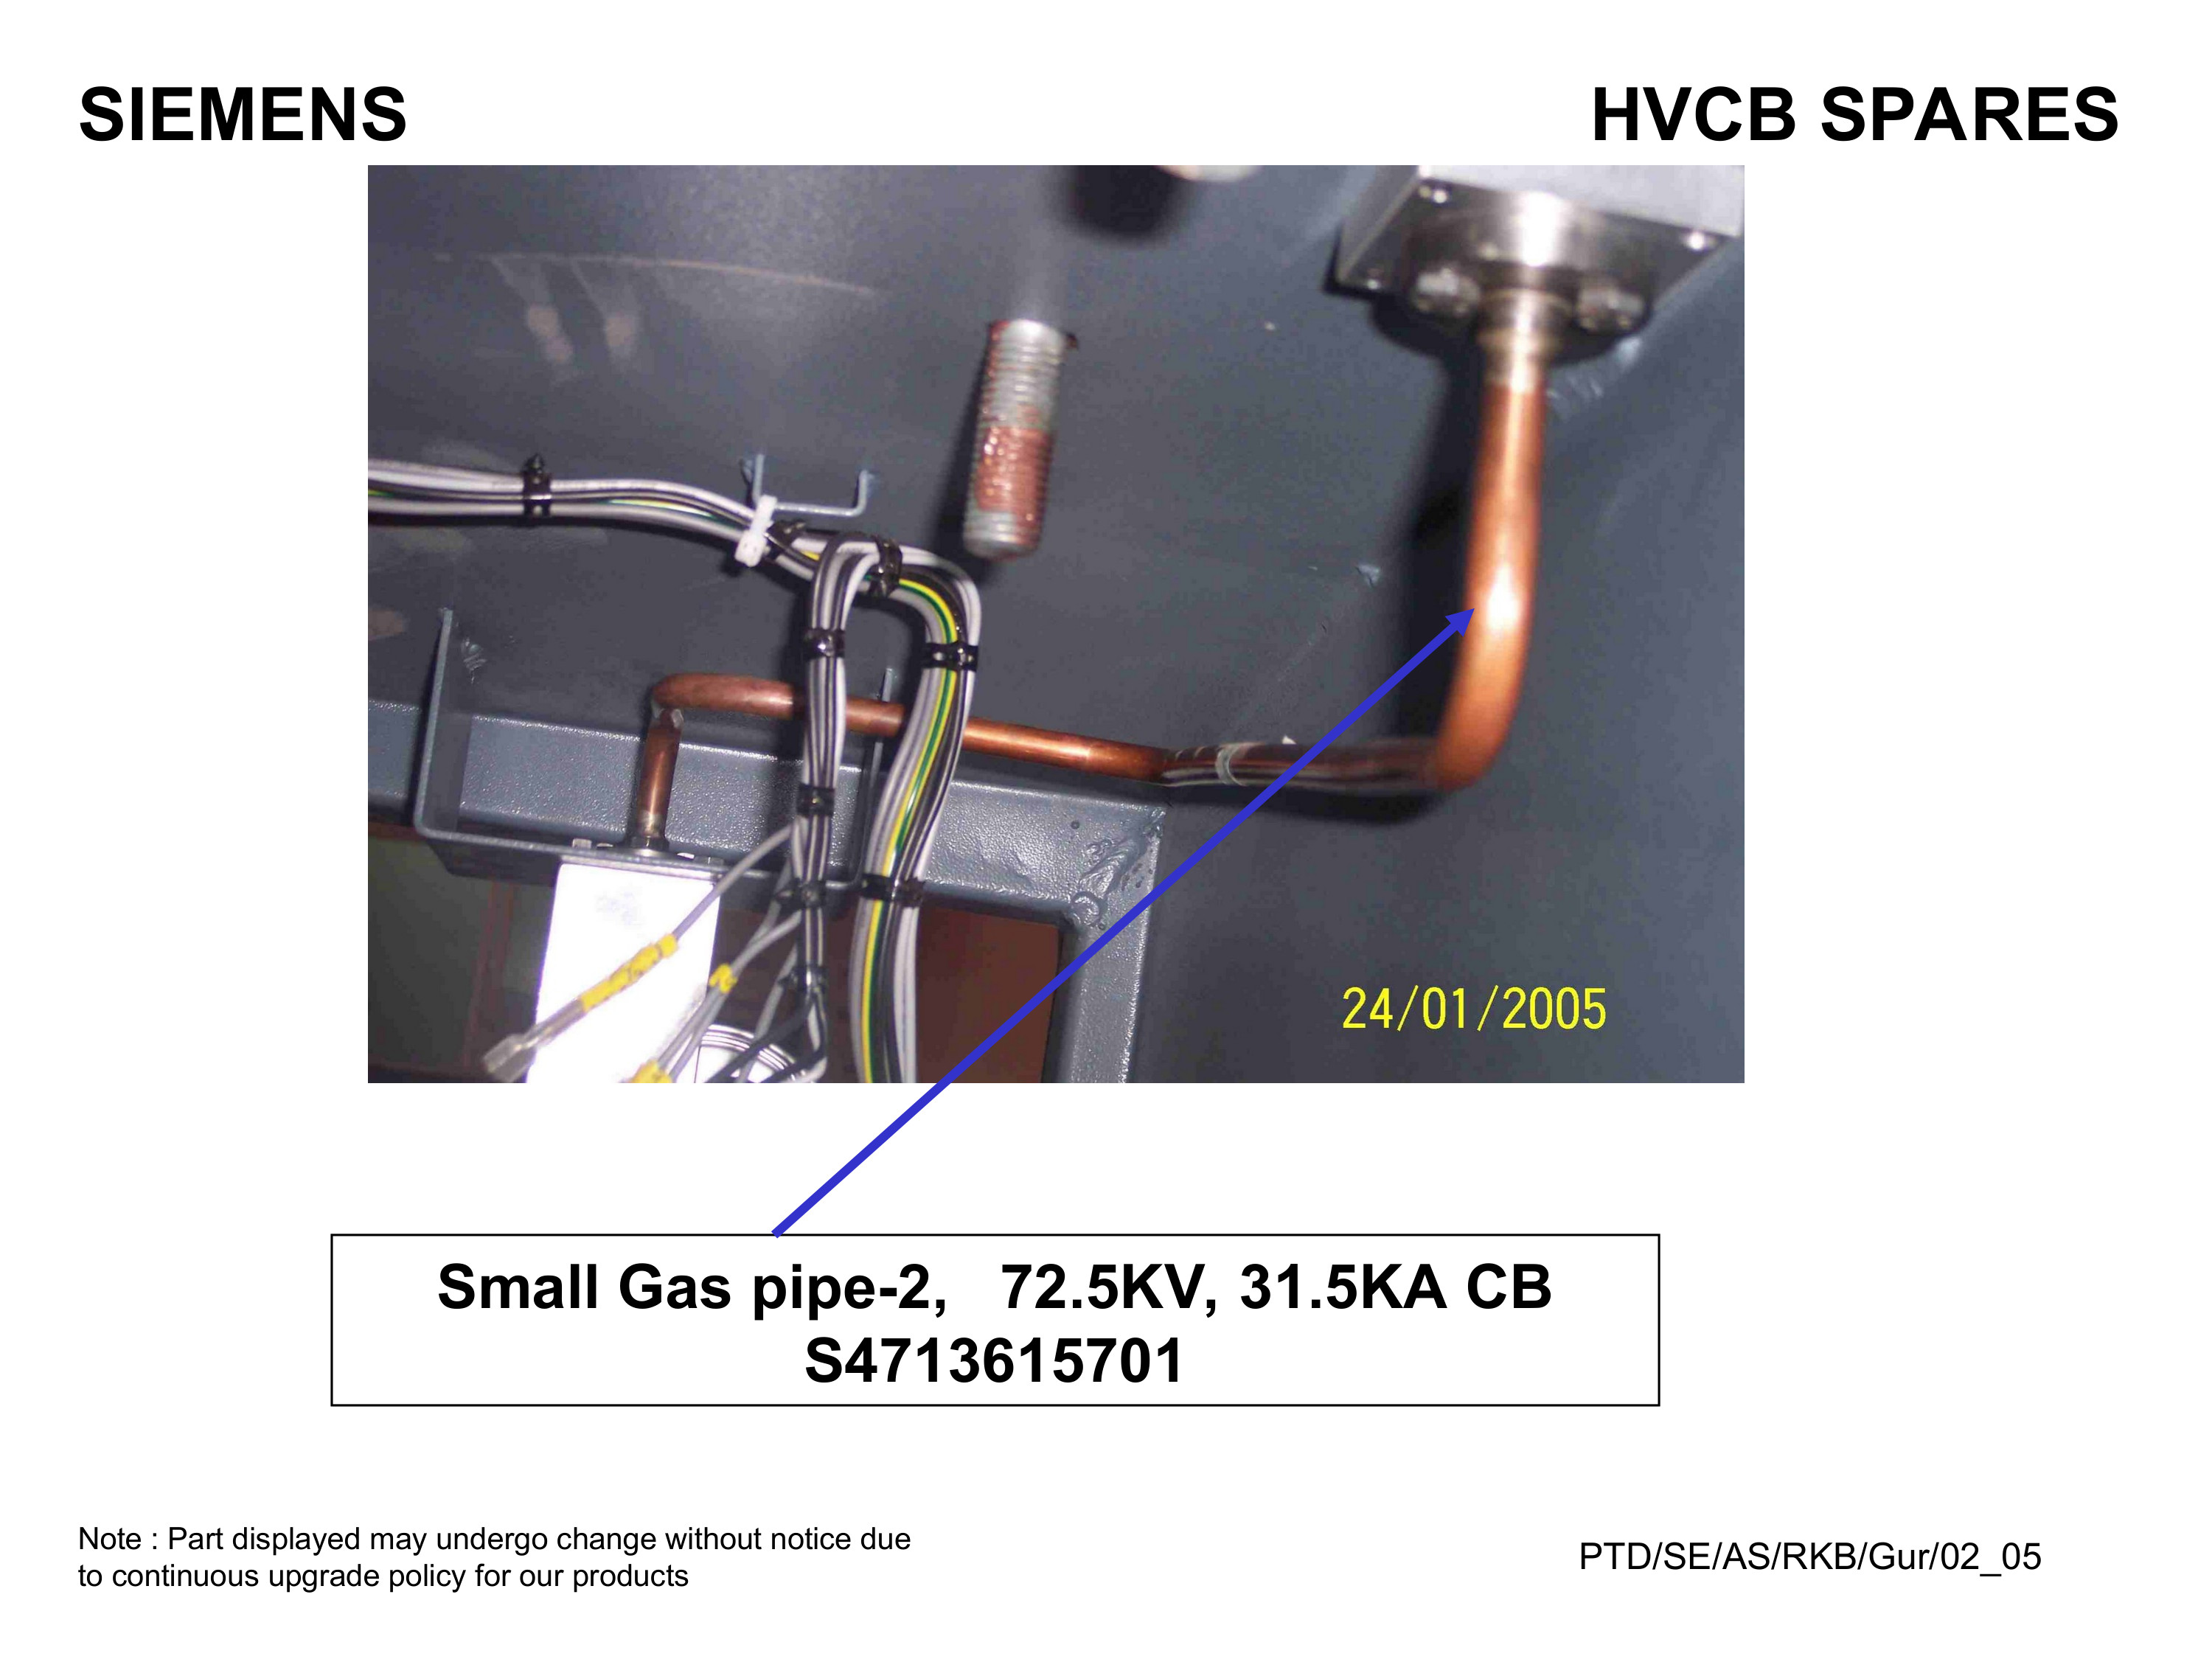 SIEMENS
HVCB SPARES
24/01/2005
Small Gas pipe-2,   72.5KV, 31.5KA CB
S4713615701
Note : Part displayed may undergo change without notice due
to continuous upgrade policy for our products
PTD/SE/AS/RKB/Gur/02_05